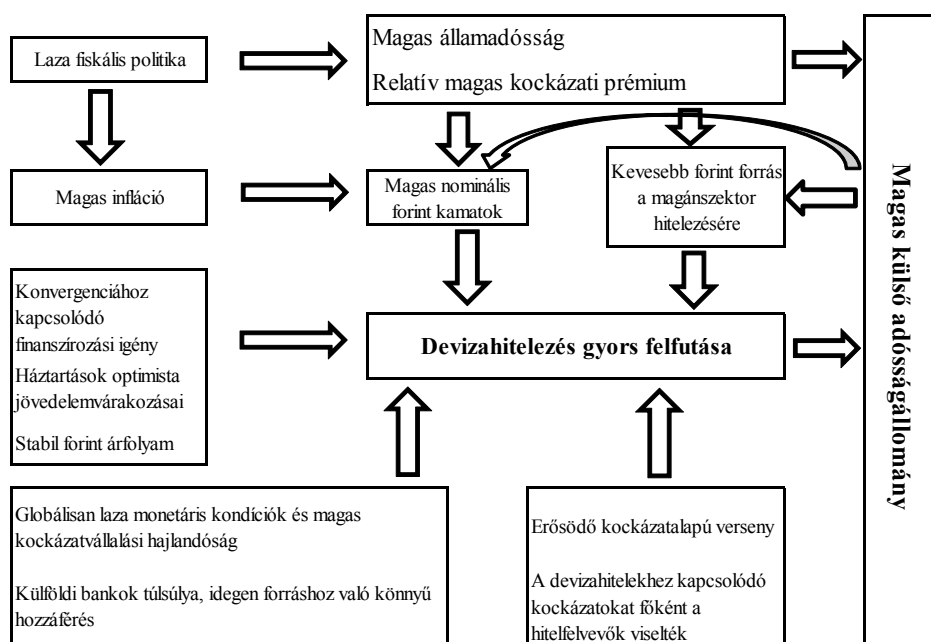 Laza fiskális politika
Magas államadósság
Relatív magas kockázati prémium
Magas infláció
Magas nominális
forint kamatok
Kevesebb forint forrás
a magánszektor
hitelezésére
Magas külső adósságállomány
Konvergenciához
kapcsolódó
finanszírozási igény
Háztartások optimista
jövedelemvárakozásai
Stabil forint árfolyam
Devizahitelezés gyors felfutása
Globálisan laza monetáris kondíciók és magas
kockázatvállalási hajlandóság
Külföldi bankok túlsúlya, idegen forráshoz való könnyű
hozzáférés
Erősödő kockázatalapú verseny
A devizahitelekhez kapcsolódó
kockázatokat főként a
hitelfelvevők viselték